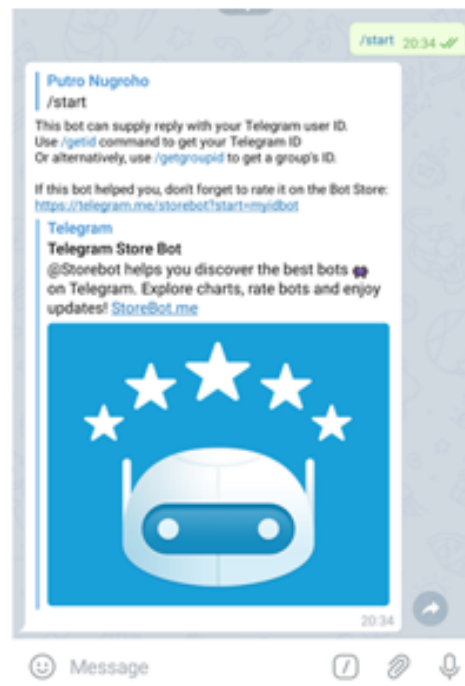 /start 20:34
Putro Nugroho
/start
This bot can supply reply with your Telegram user ID.
Use /getid command to get your Telegram ID
Or alternatively, use /getgroupid to get a group's ID.
If this bot helped you, don't forget to rate it on the Bot Store:
https://telegram.me/storebot?start=myidbot
Telegram
Telegram Store Bot
@Storebot helps you discover the best bots 👾
on Telegram. Explore charts, rate bots and enjoy
updates! StoreBot.me
20:34
Message